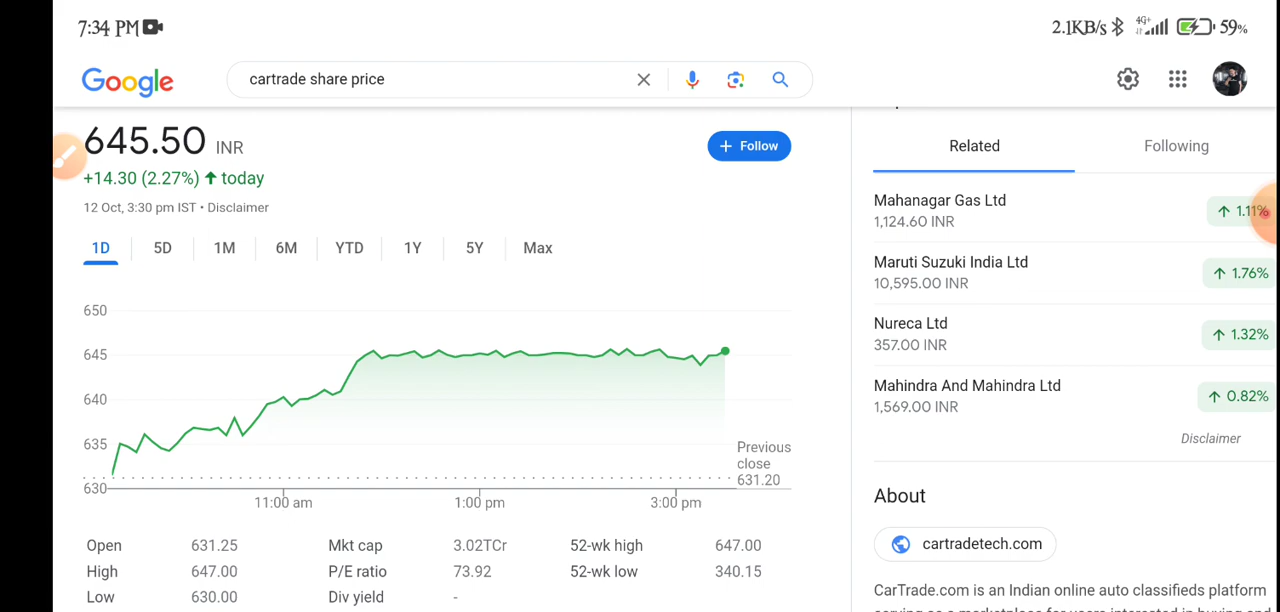 7:34 PM
2.1KB/s 4G+ 59%
Google
cartrade share price
645.50 INR
+ Follow
+14.30 (2.27%) ↑ today
12 Oct, 3:30 pm IST • Disclaimer
1D 5D 1M 6M YTD 1Y 5Y Max
650
645
640
635
630
Previous
close
631.20
11:00 am 1:00 pm 3:00 pm
Open 631.25 Mkt cap 3.02TCr 52-wk high 647.00
High 647.00 P/E ratio 73.92 52-wk low 340.15
Low 630.00 Div yield -
Related Following
Mahanagar Gas Ltd
1,124.60 INR
↑ 1.11%
Maruti Suzuki India Ltd
10,595.00 INR
↑ 1.76%
Nureca Ltd
357.00 INR
↑ 1.32%
Mahindra And Mahindra Ltd
1,569.00 INR
↑ 0.82%
Disclaimer
About
cartradetech.com
CarTrade.com is an Indian online auto classifieds platform